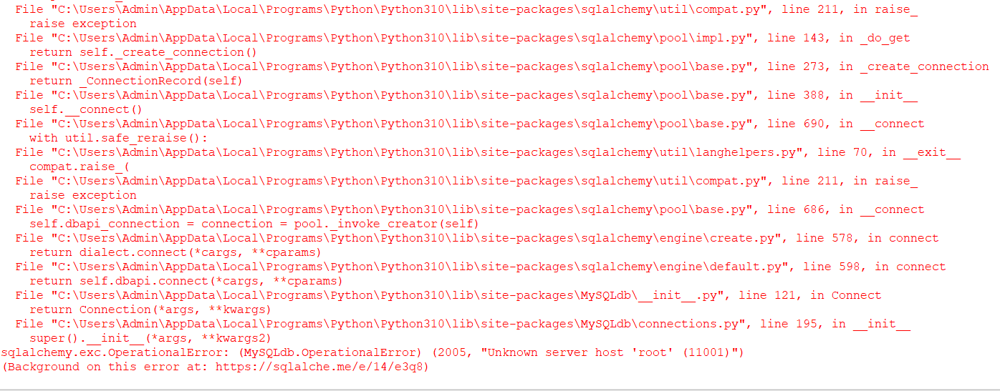 File "C:\Users\Admin\AppData\Local\Programs\Python\Python310\lib\site-packages\sqlalchemy\util\compat.py", line 211, in raise_
raise exception
File "C:\Users\Admin\AppData\Local\Programs\Python\Python310\lib\site-packages\sqlalchemy\pool\impl.py", line 143, in _do_get
return self._create_connection()
File "C:\Users\Admin\AppData\Local\Programs\Python\Python310\lib\site-packages\sqlalchemy\pool\base.py", line 273, in _create_connection
return _ConnectionRecord(self)
File "C:\Users\Admin\AppData\Local\Programs\Python\Python310\lib\site-packages\sqlalchemy\pool\base.py", line 388, in __init__
self.__connect()
File "C:\Users\Admin\AppData\Local\Programs\Python\Python310\lib\site-packages\sqlalchemy\pool\base.py", line 690, in __connect
with util.safe_reraise():
File "C:\Users\Admin\AppData\Local\Programs\Python\Python310\lib\site-packages\sqlalchemy\util\langhelpers.py", line 70, in __exit__
compat.raise_(
File "C:\Users\Admin\AppData\Local\Programs\Python\Python310\lib\site-packages\sqlalchemy\util\compat.py", line 211, in raise_
raise exception
File "C:\Users\Admin\AppData\Local\Programs\Python\Python310\lib\site-packages\sqlalchemy\pool\base.py", line 686, in __connect
self.dbapi_connection = connection = pool._invoke_creator(self)
File "C:\Users\Admin\AppData\Local\Programs\Python\Python310\lib\site-packages\sqlalchemy\engine\create.py", line 578, in connect
return dialect.connect(*cargs, **cparams)
File "C:\Users\Admin\AppData\Local\Programs\Python\Python310\lib\site-packages\sqlalchemy\engine\default.py", line 598, in connect
return self.dbapi.connect(*cargs, **cparams)
File "C:\Users\Admin\AppData\Local\Programs\Python\Python310\lib\site-packages\MySQLdb\__init__.py", line 121, in Connect
return Connection(*args, **kwargs)
File "C:\Users\Admin\AppData\Local\Programs\Python\Python310\lib\site-packages\MySQLdb\connections.py", line 195, in __init__
super().__init__(*args, **kwargs2)
sqlalchemy.exc.OperationalError: (MySQLdb.OperationalError) (2005, "Unknown server host 'root' (11001)")
(Background on this error at: https://sqlalche.me/e/14/e3q8)